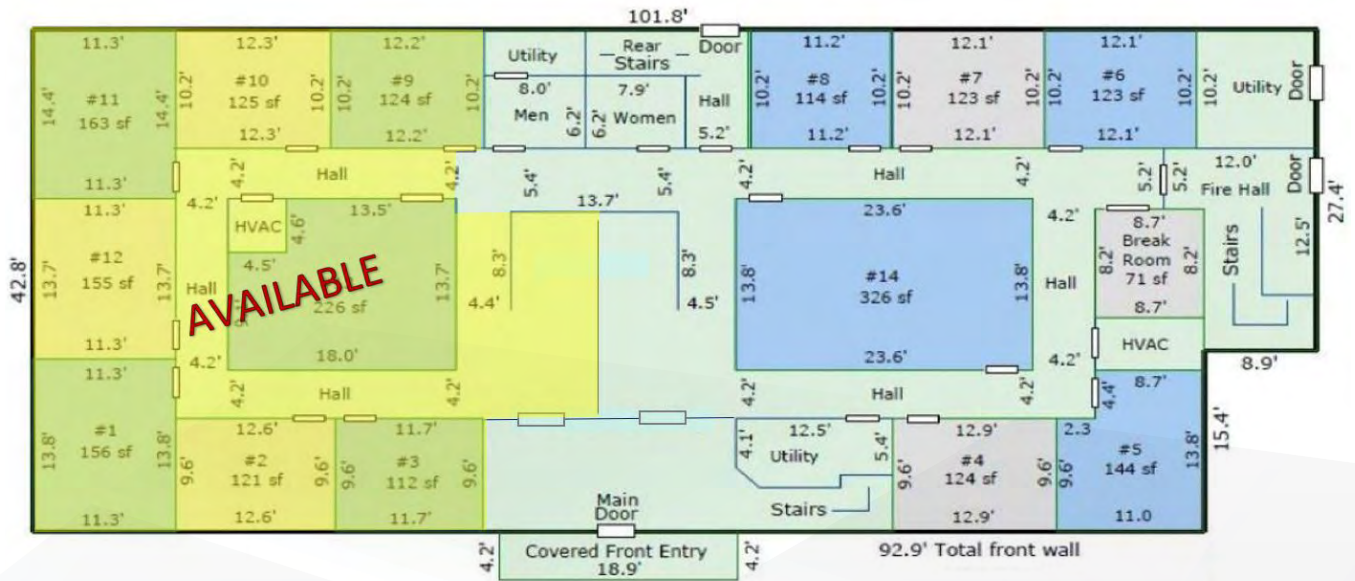 101.8'
11.3'
12.3'
12.2'
Utility
Rear
Stairs
Door
11.2'
12.1'
12.1'
14.4'
#11
163 sf
14.4'
10.2'
#10
125 sf
10.2'
10.2'
#9
124 sf
10.2'
8.0'
Men
6.2'
6.2'
7.9'
Women
Hall
5.2'
10.2'
#8
114 sf
10.2'
10.2'
#7
123 sf
10.2'
10.2'
#6
123 sf
10.2'
10.2'
Utility
Door
12.3'
12.2'
11.2'
12.1'
12.1'
11.3'
4.2'
Hall
4.2'
5.4'
5.4'
4.2'
Hall
4.2'
5.2'
5.2'
12.0'
Fire Hall
Door
11.3'
4.2'
HVAC
4.6'
4.5'
13.5'
13.7'
23.6'
4.2'
8.7'
Break
Room
71 sf
8.2'
8.2'
8.7'
Stairs
12.5'
27.4'
42.8'
13.7'
#12
155 sf
13.7'
Hall
AVAILABLE
226 sf
13.7'
8.3'
8.3'
4.4'
4.5'
13.8'
#14
326 sf
13.8'
Hall
11.3'
4.2'
18.0'
23.6'
4.2'
HVAC
8.9'
11.3'
4.2'
Hall
4.2'
4.2'
Hall
4.2'
4.4'
8.7'
13.8'
#1
156 sf
13.8'
12.6'
9.6'
#2
121 sf
9.6'
11.7'
9.6'
#3
112 sf
9.6'
4.1'
12.5'
Utility
5.4'
12.9'
9.6'
#4
124 sf
9.6'
2.3
9.6'
#5
144 sf
13.8'
15.4'
11.3'
12.6'
11.7'
Main
Door
Stairs
12.9'
11.0
4.2'
Covered Front Entry
18.9'
4.2'
92.9' Total front wall